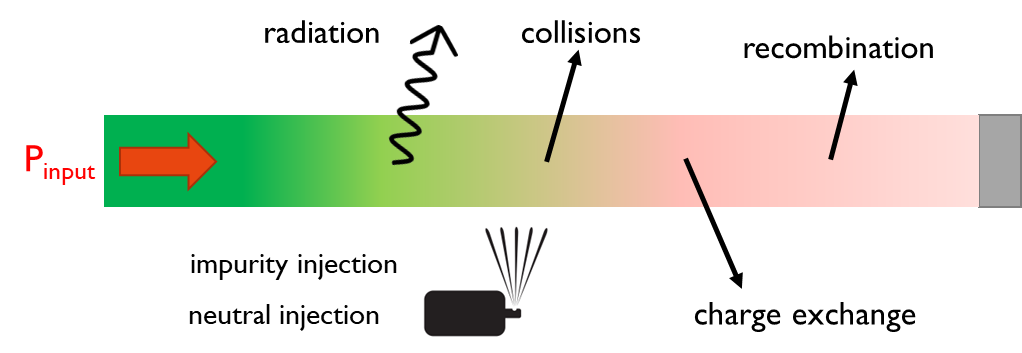 radiation
collisions
recombination
Pinput
impurity injection
neutral injection
charge exchange